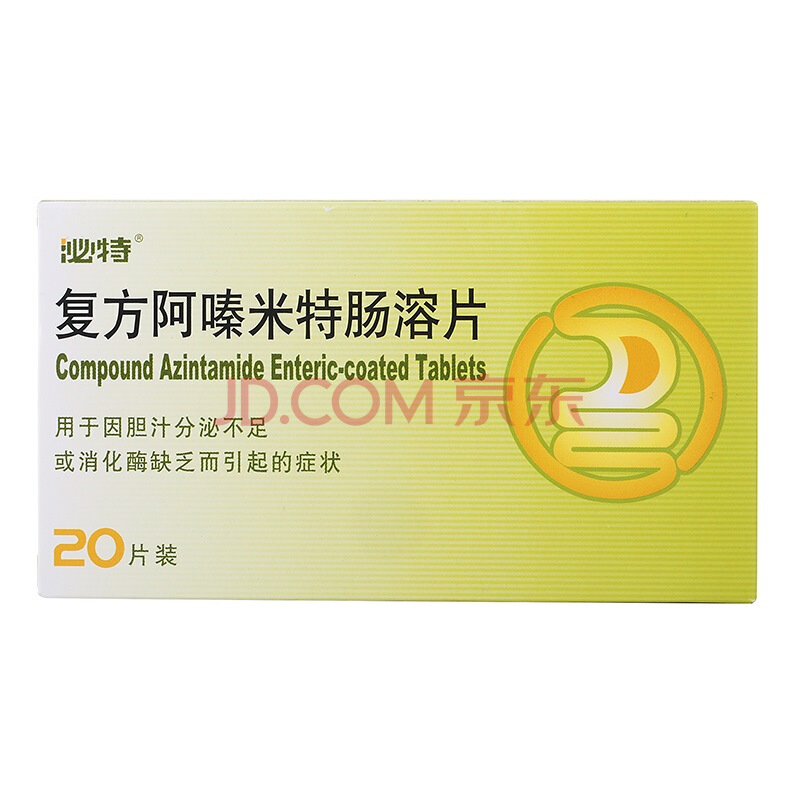 泌特®
复方阿嗪米特肠溶片
Compound Azintamide Enteric-coated Tablets
JD.COM 京东
用于因胆汁分泌不足
或消化酶缺乏而引起的症状
20片装